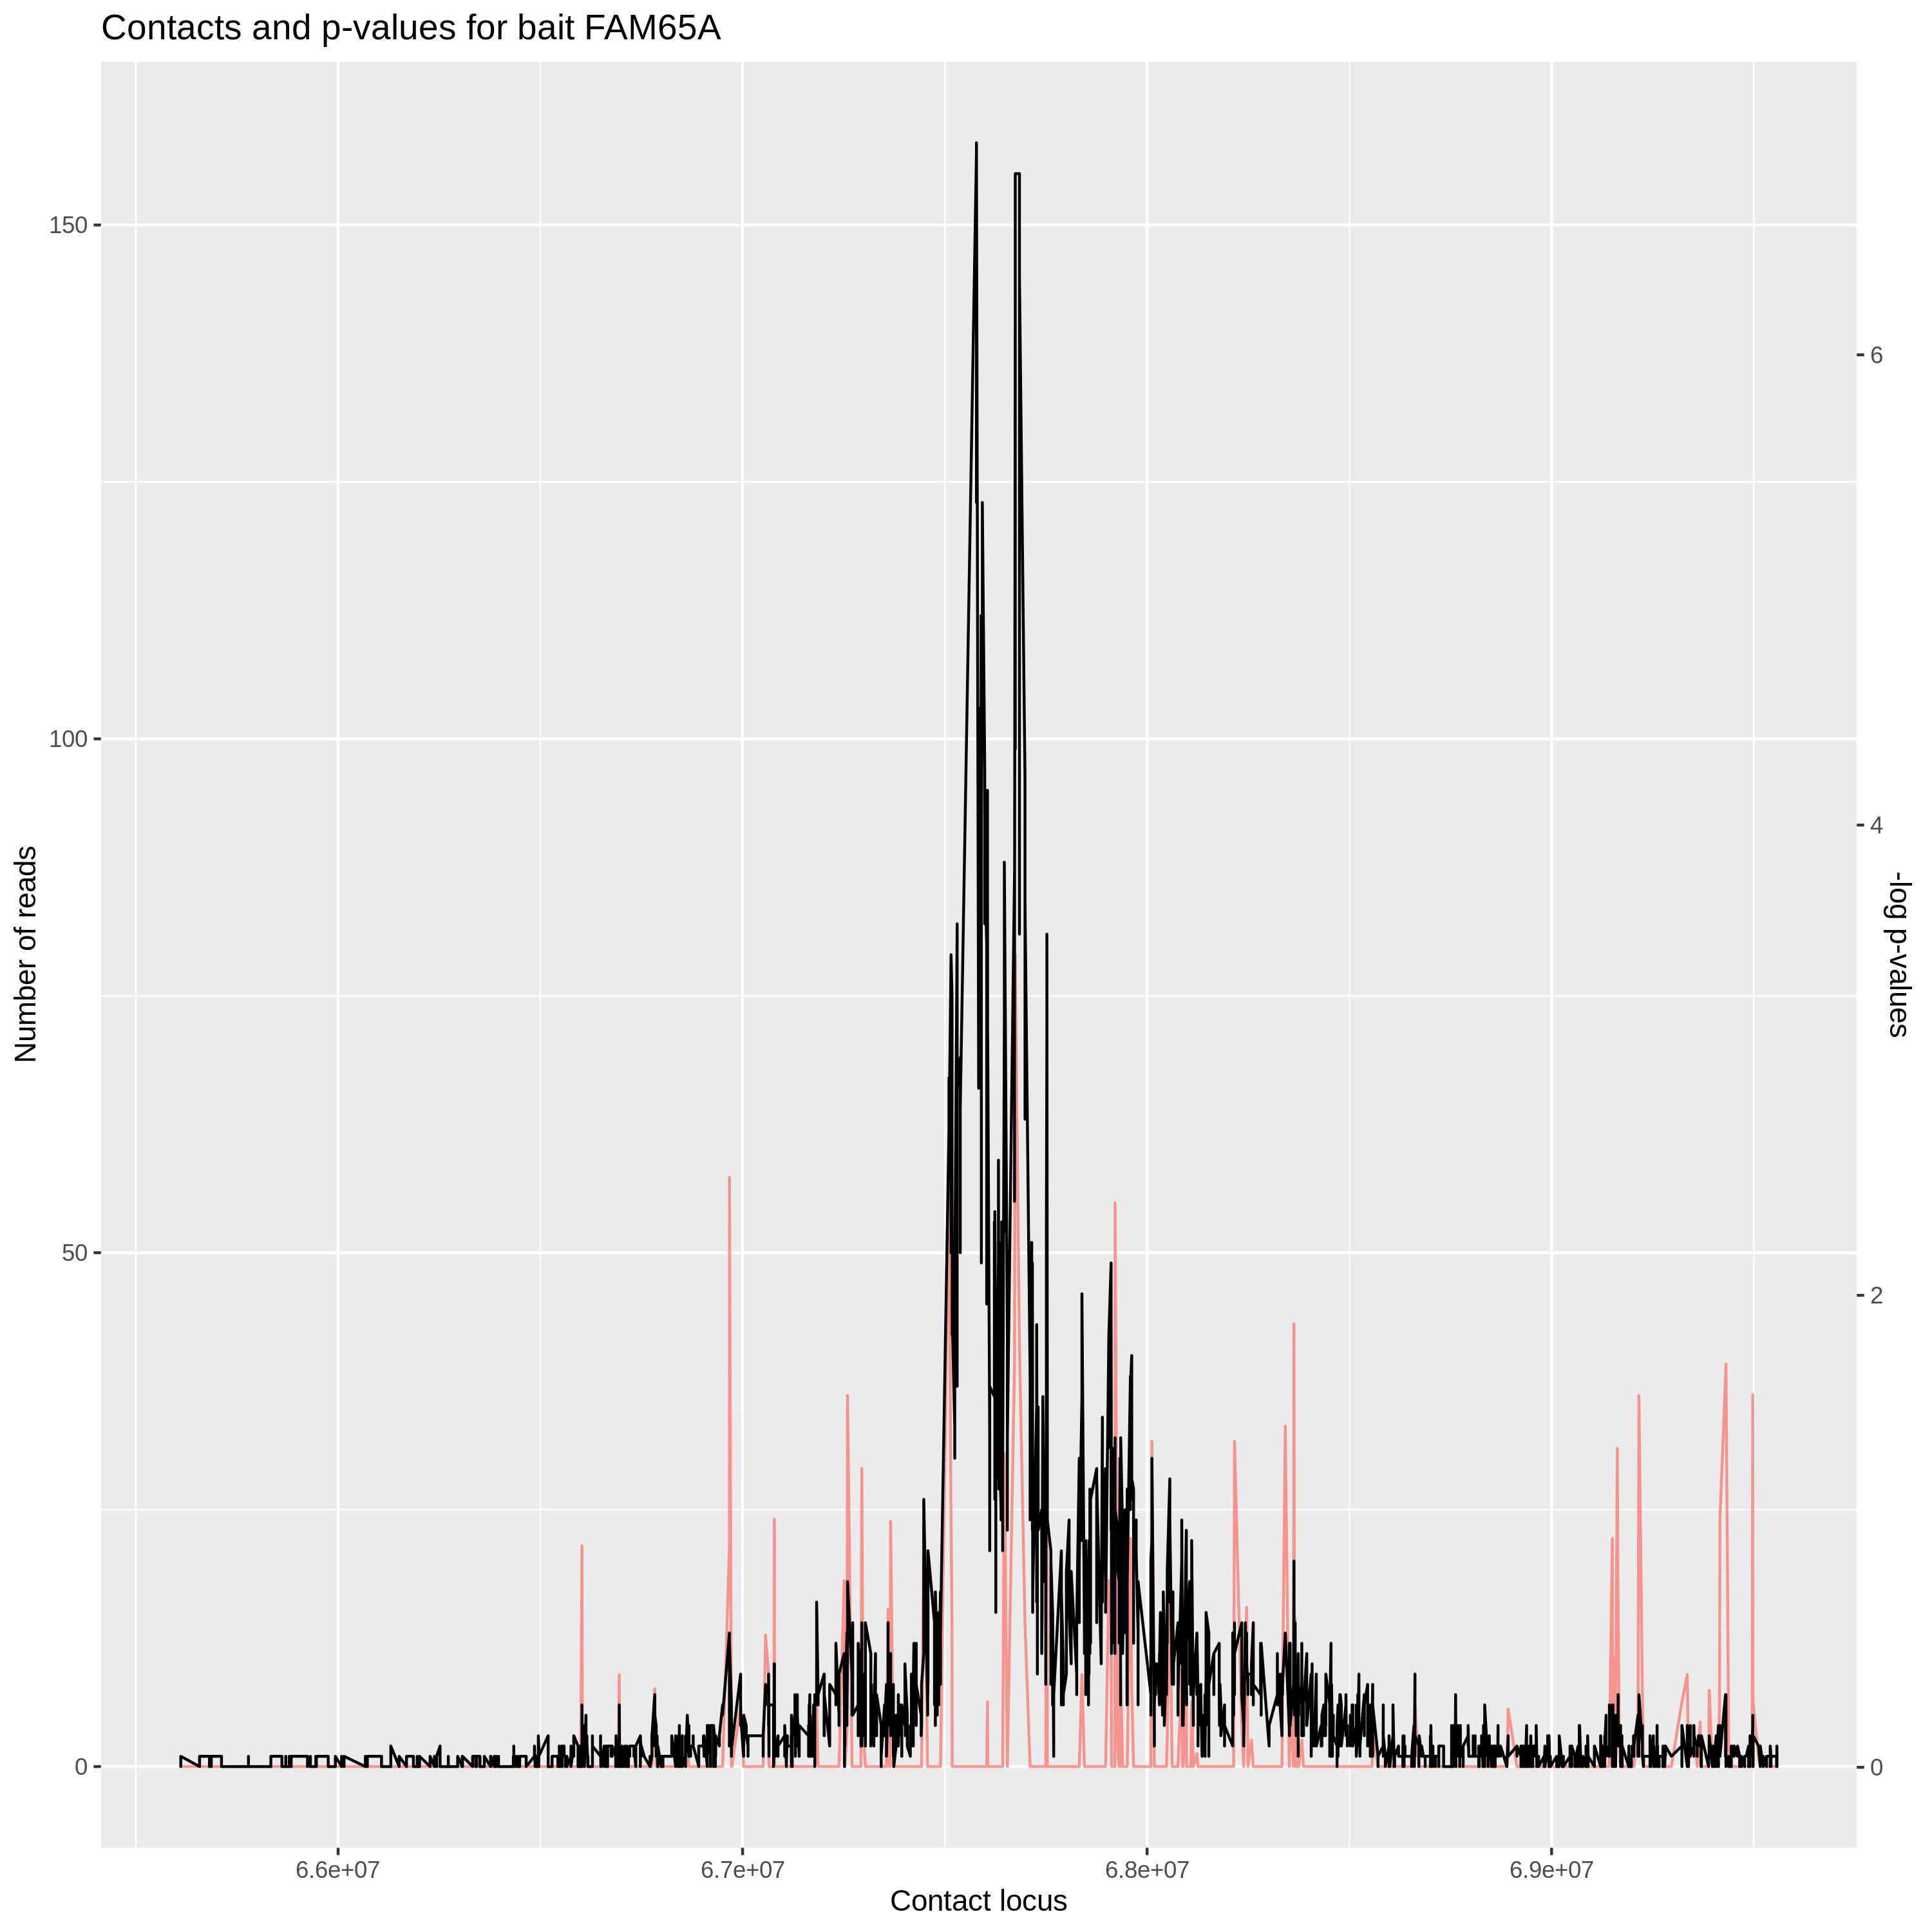 Contacts and p-values for bait FAM65A
150
100
50
0
Number of reads
6
4
2
0
-log p-values
6.6e+07
6.7e+07
6.8e+07
6.9e+07
Contact locus